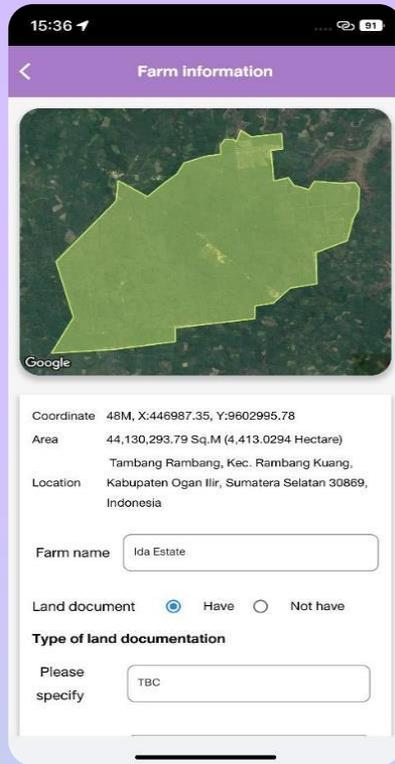 15:36
91
Farm information
Google
Coordinate 48M, X:446987.35, Y:9602995.78
Area 44,130,293.79 Sq.M (4,413.0294 Hectare)
Location Tambang Rambang, Kec. Rambang Kuang,
Kabupaten Ogan Ilir, Sumatera Selatan 30869,
Indonesia
Farm name Ida Estate
Land document Have Not have
Type of land documentation
Please specify TBC